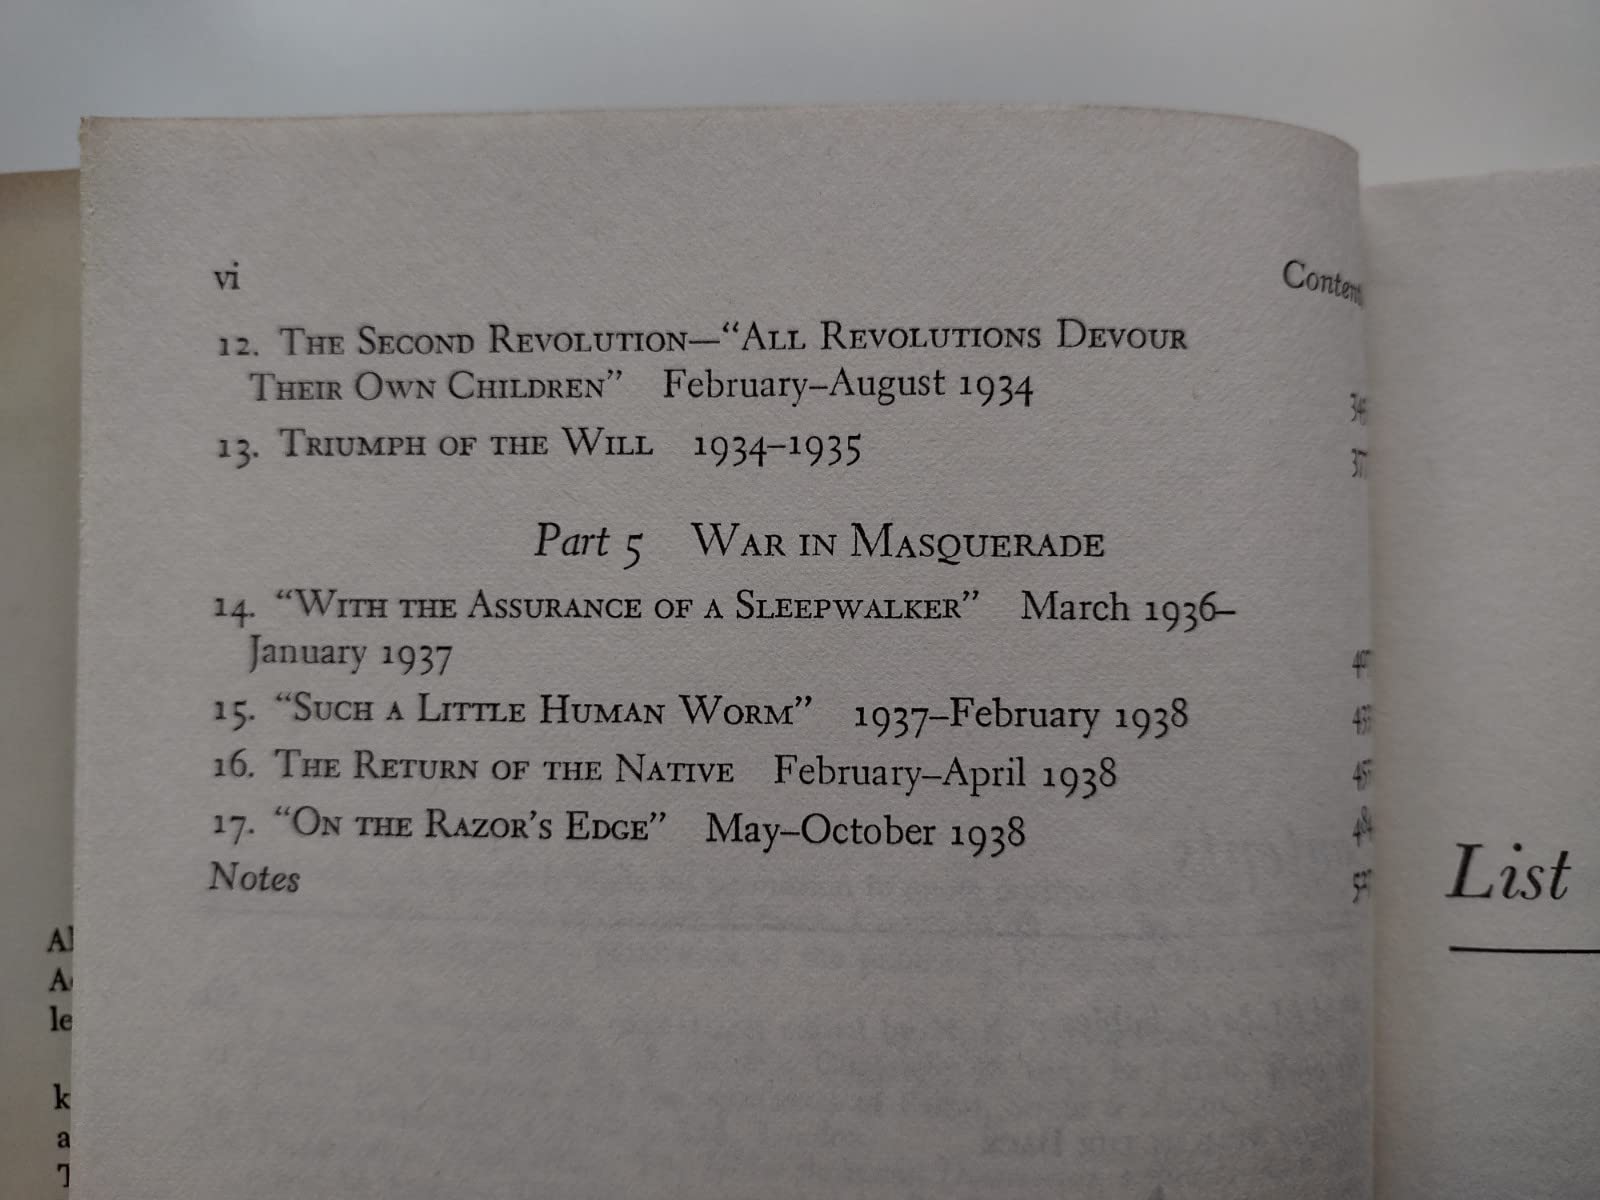 vi
12. The Second Revolution—“All Revolutions Devour
Their Own Children” February–August 1934
13. Triumph of the Will 1934–1935
Part 5 War in Masquerade
14. “With the Assurance of a Sleepwalker” March 1936–
January 1937
15. “Such a Little Human Worm” 1937–February 1938
16. The Return of the Native February–April 1938
17. “On the Razor’s Edge” May–October 1938
484
Notes
List